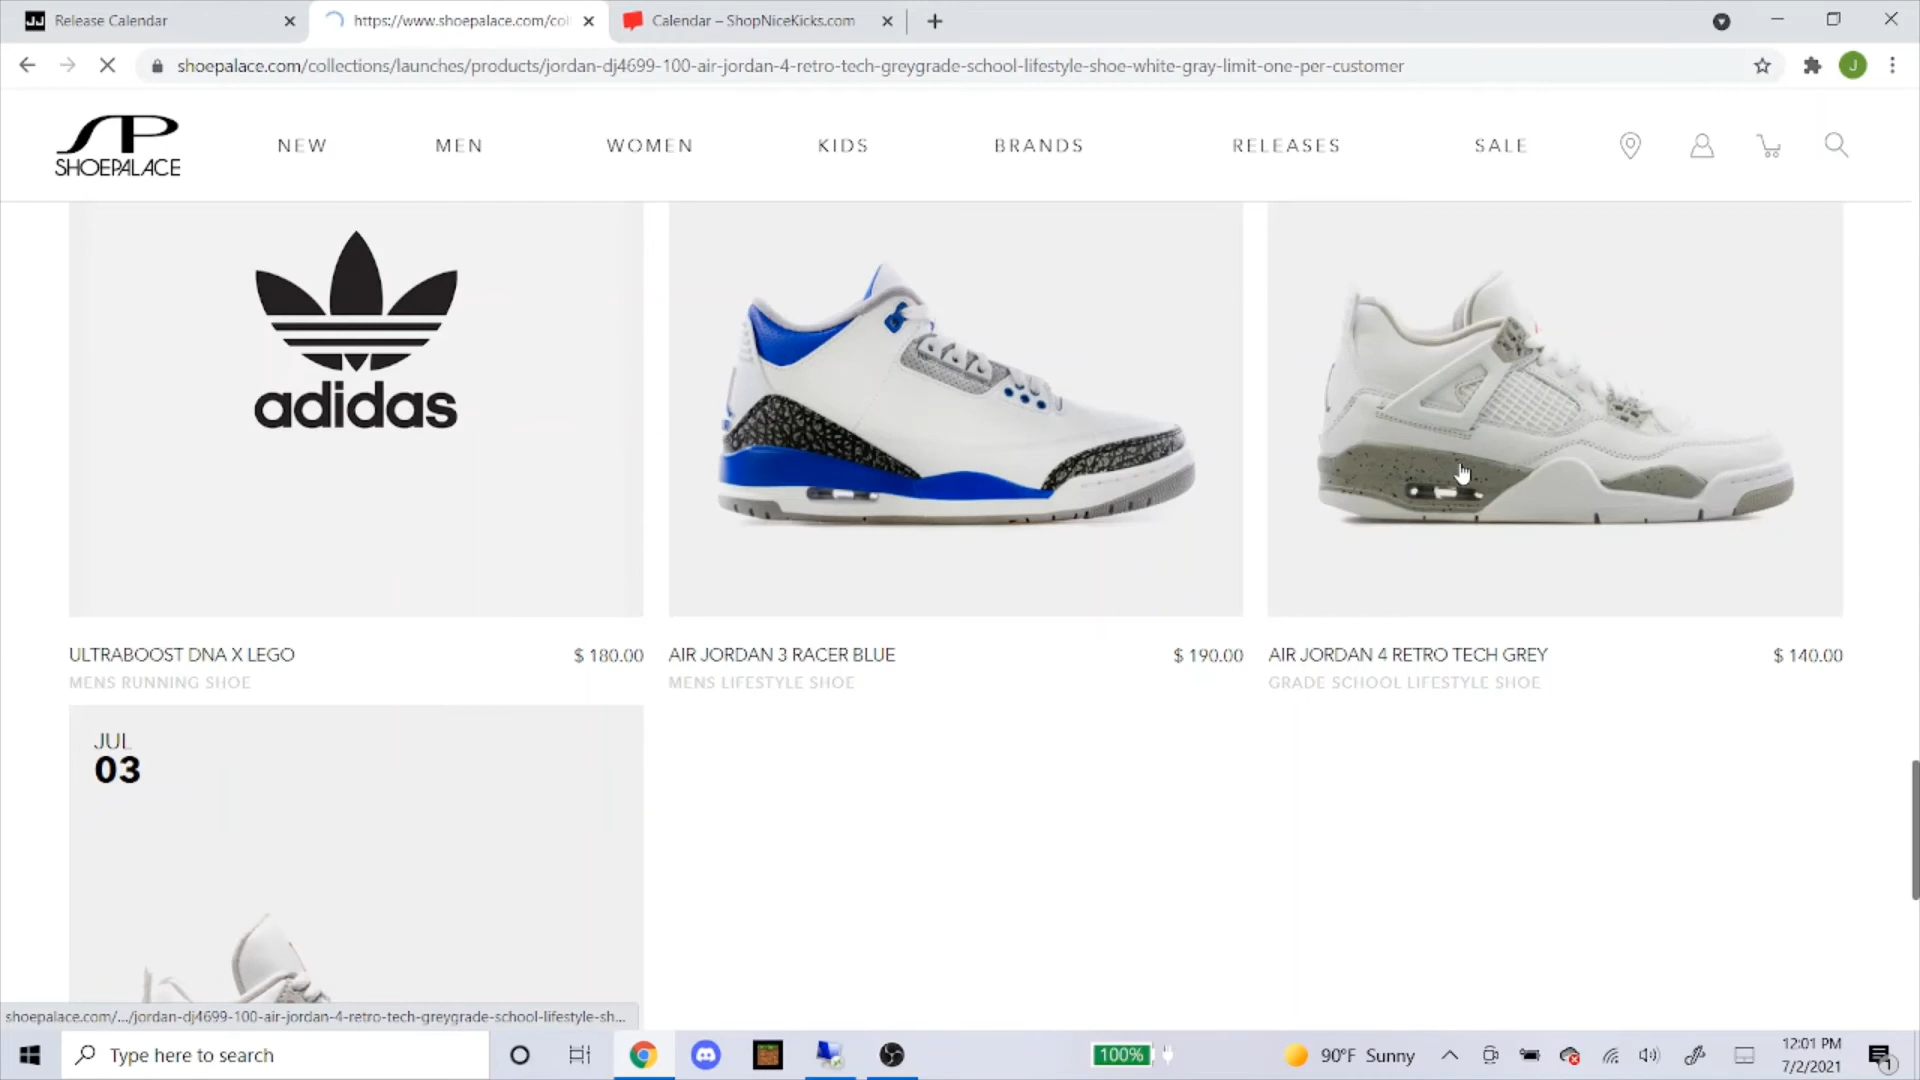 Release Calendar
https://www.shoepalace.com/col
Calendar – ShopNiceKicks.com
shoepalace.com/collections/launches/products/jordan-dj4699-100-air-jordan-4-retro-tech-greygrade-school-lifestyle-shoe-white-gray-limit-one-per-customer
J
SP
SHOEPALACE
NEW
MEN
WOMEN
KIDS
BRANDS
RELEASES
SALE
adidas
ULTRABOOST DNA X LEGO
$ 180.00
MENS RUNNING SHOE
AIR JORDAN 3 RACER BLUE
$ 190.00
MENS LIFESTYLE SHOE
AIR JORDAN 4 RETRO TECH GREY
$ 140.00
GRADE SCHOOL LIFESTYLE SHOE
JUL
03
shoepalace.com/.../jordan-dj4699-100-air-jordan-4-retro-tech-greygrade-school-lifestyle-sh...
Type here to search
100%
90°F Sunny
12:01 PM
7/2/2021
1